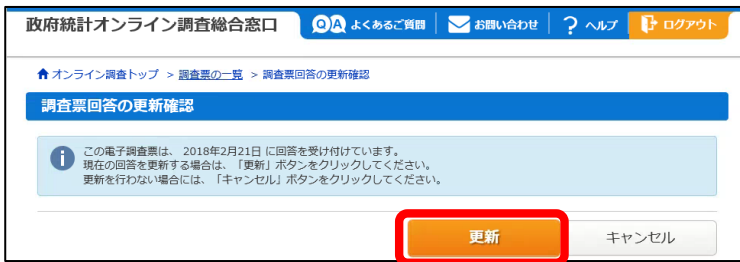 政府統計オンライン調査総合窓口 Q A よくあるご質問 お問い合わせ ? ヘルプ ログアウト
オンライン調査トップ > 調査票の一覧 > 調査票回答の更新確認
調査票回答の更新確認
この電子調査票は、 2018年2月21日 に回答を受け付けています。
現在の回答を更新する場合は、「更新」ボタンをクリックしてください。
更新を行わない場合には、「キャンセル」ボタンをクリックしてください。
更新 キャンセル